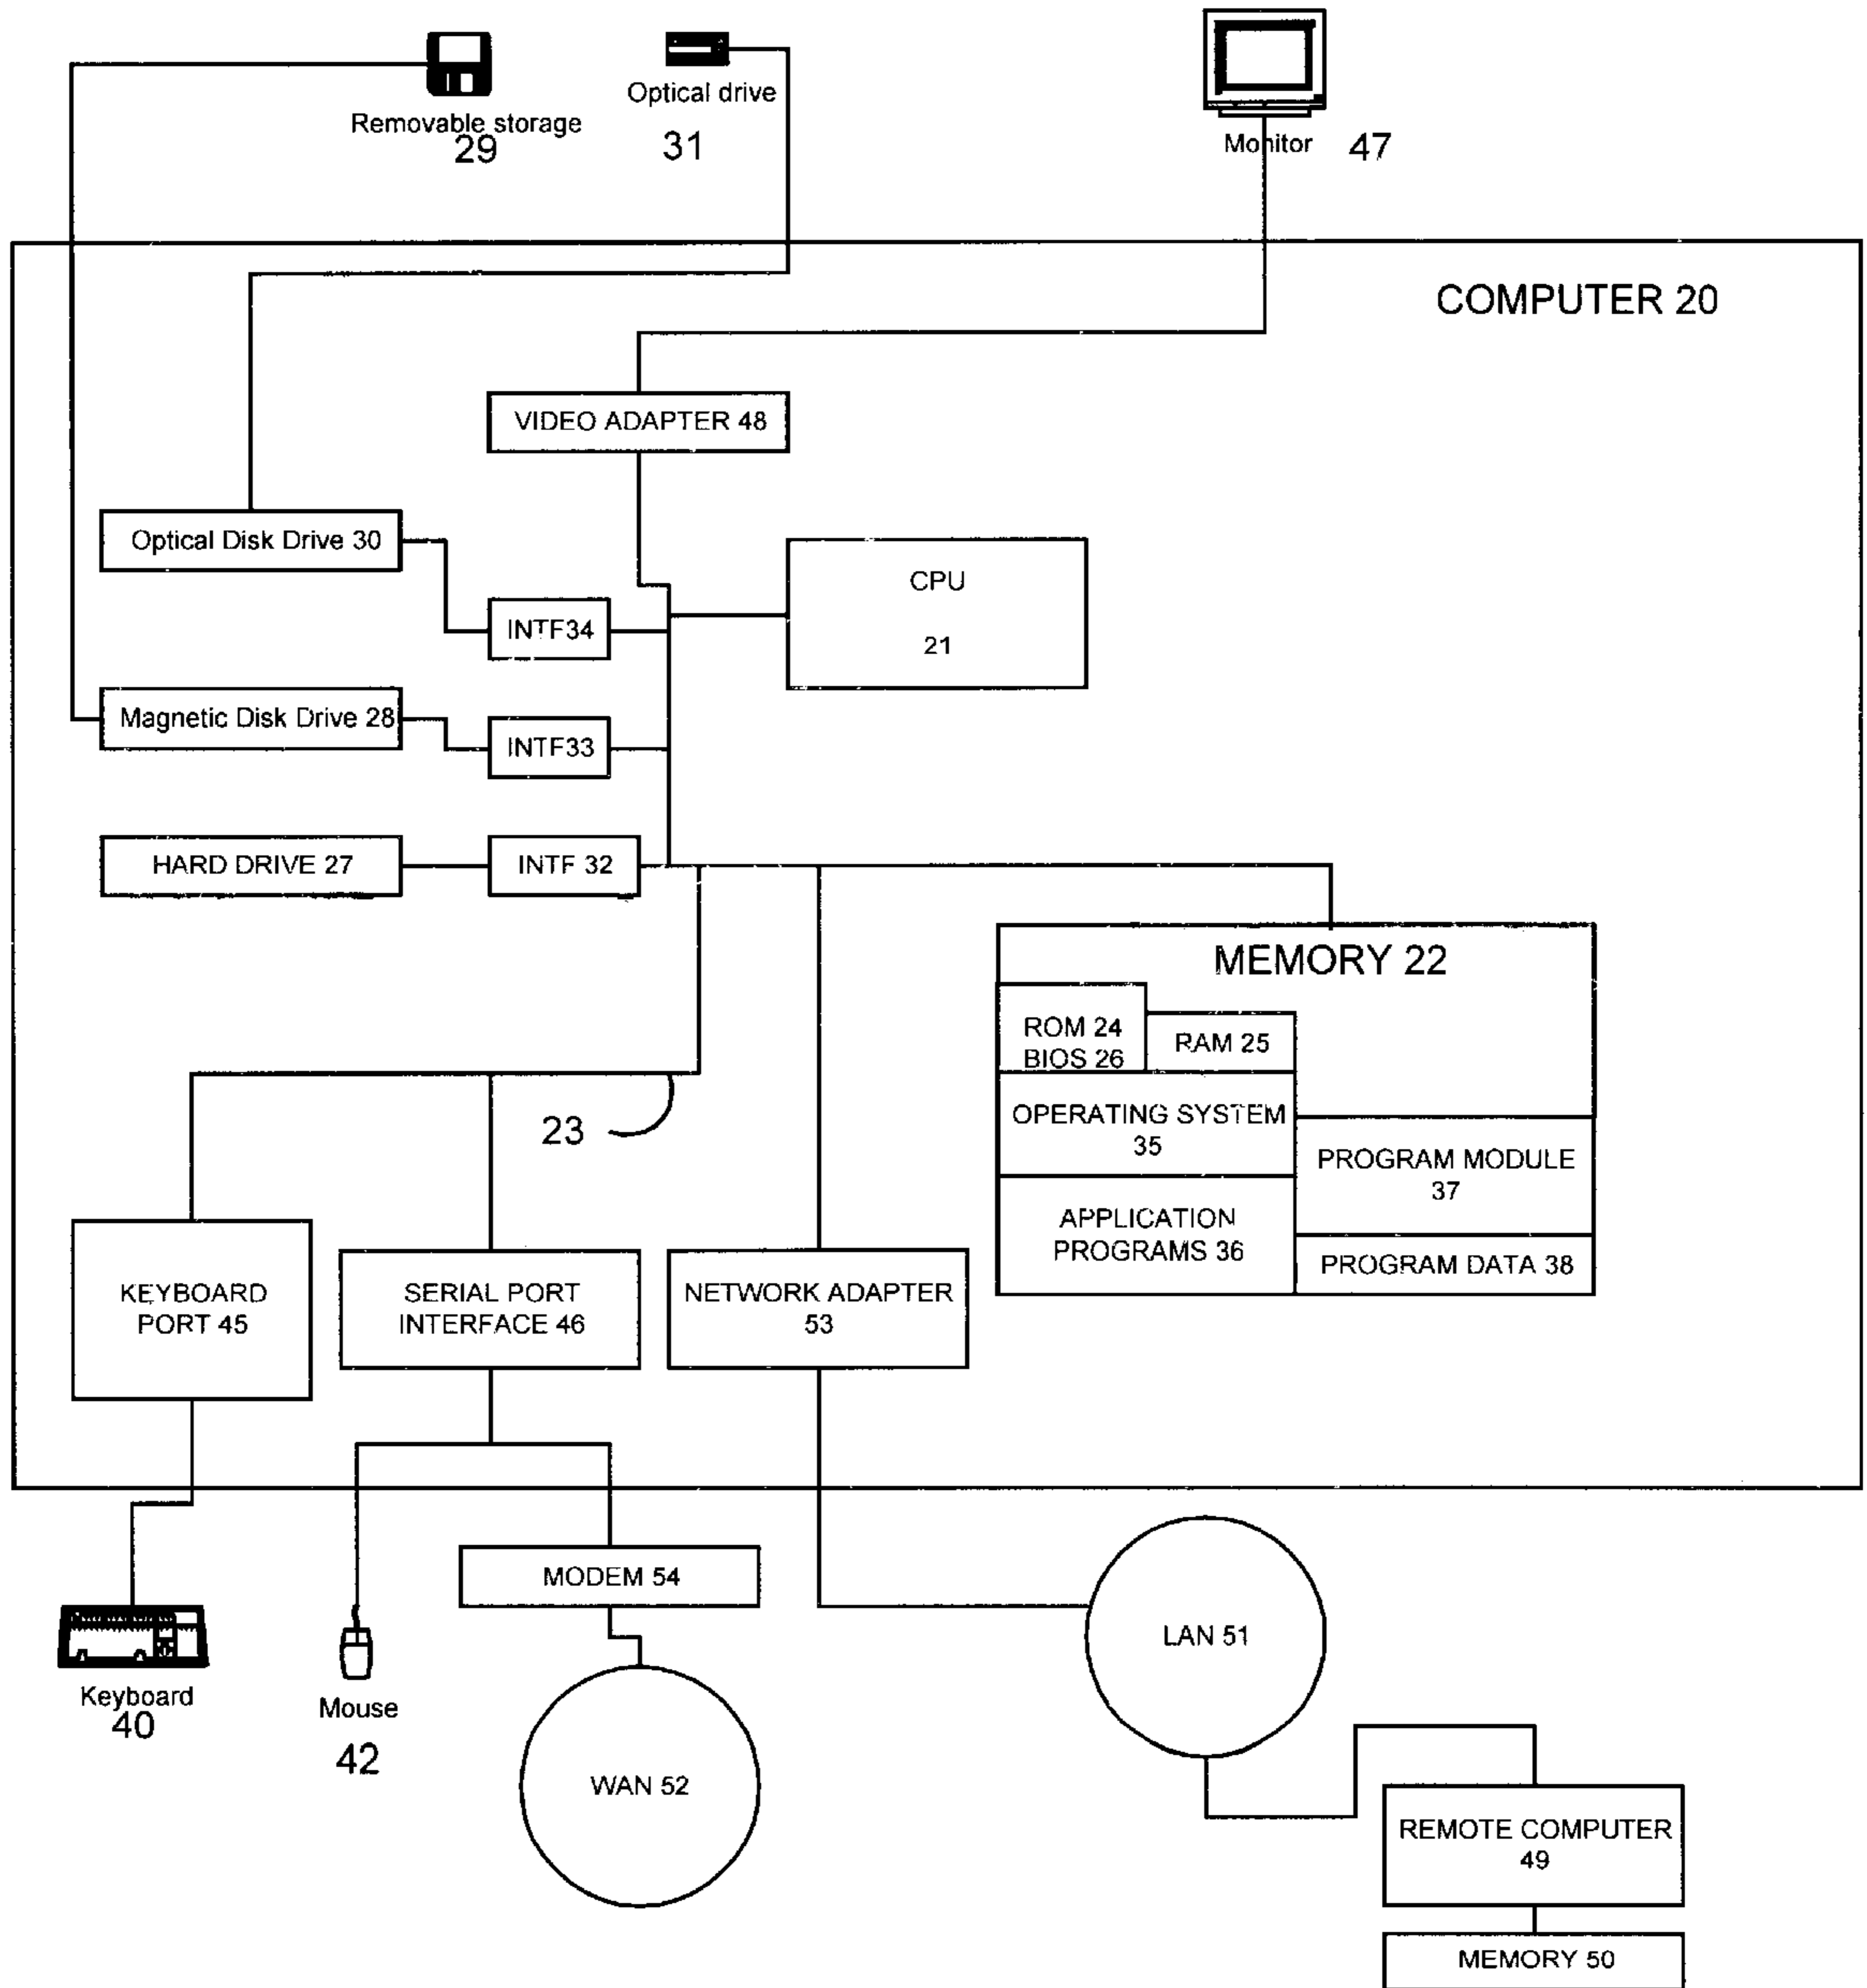 Removable storage
29
Optical drive
31
Monitor
47
COMPUTER 20
VIDEO ADAPTER 48
Optical Disk Drive 30
CPU
21
INTF34
Magnetic Disk Drive 28
INTF33
HARD DRIVE 27
INTF 32
MEMORY 22
ROM 24
BIOS 26
RAM 25
OPERATING SYSTEM
35
PROGRAM MODULE
37
APPLICATION
PROGRAMS 36
PROGRAM DATA 38
23
KEYBOARD
PORT 45
SERIAL PORT
INTERFACE 46
NETWORK ADAPTER
53
MODEM 54
Keyboard
40
Mouse
42
WAN 52
LAN 51
REMOTE COMPUTER
49
MEMORY 50